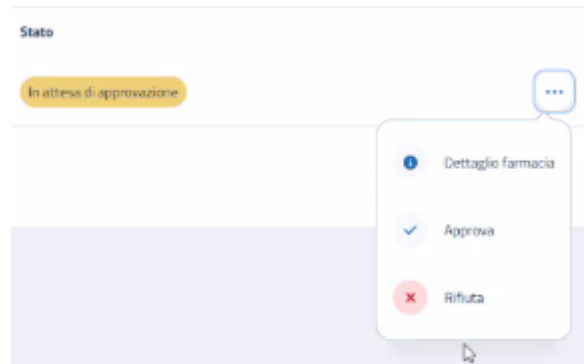 Stato
In attesa di approvazione
Dettaglio farmacia
Approva
Rifiuta